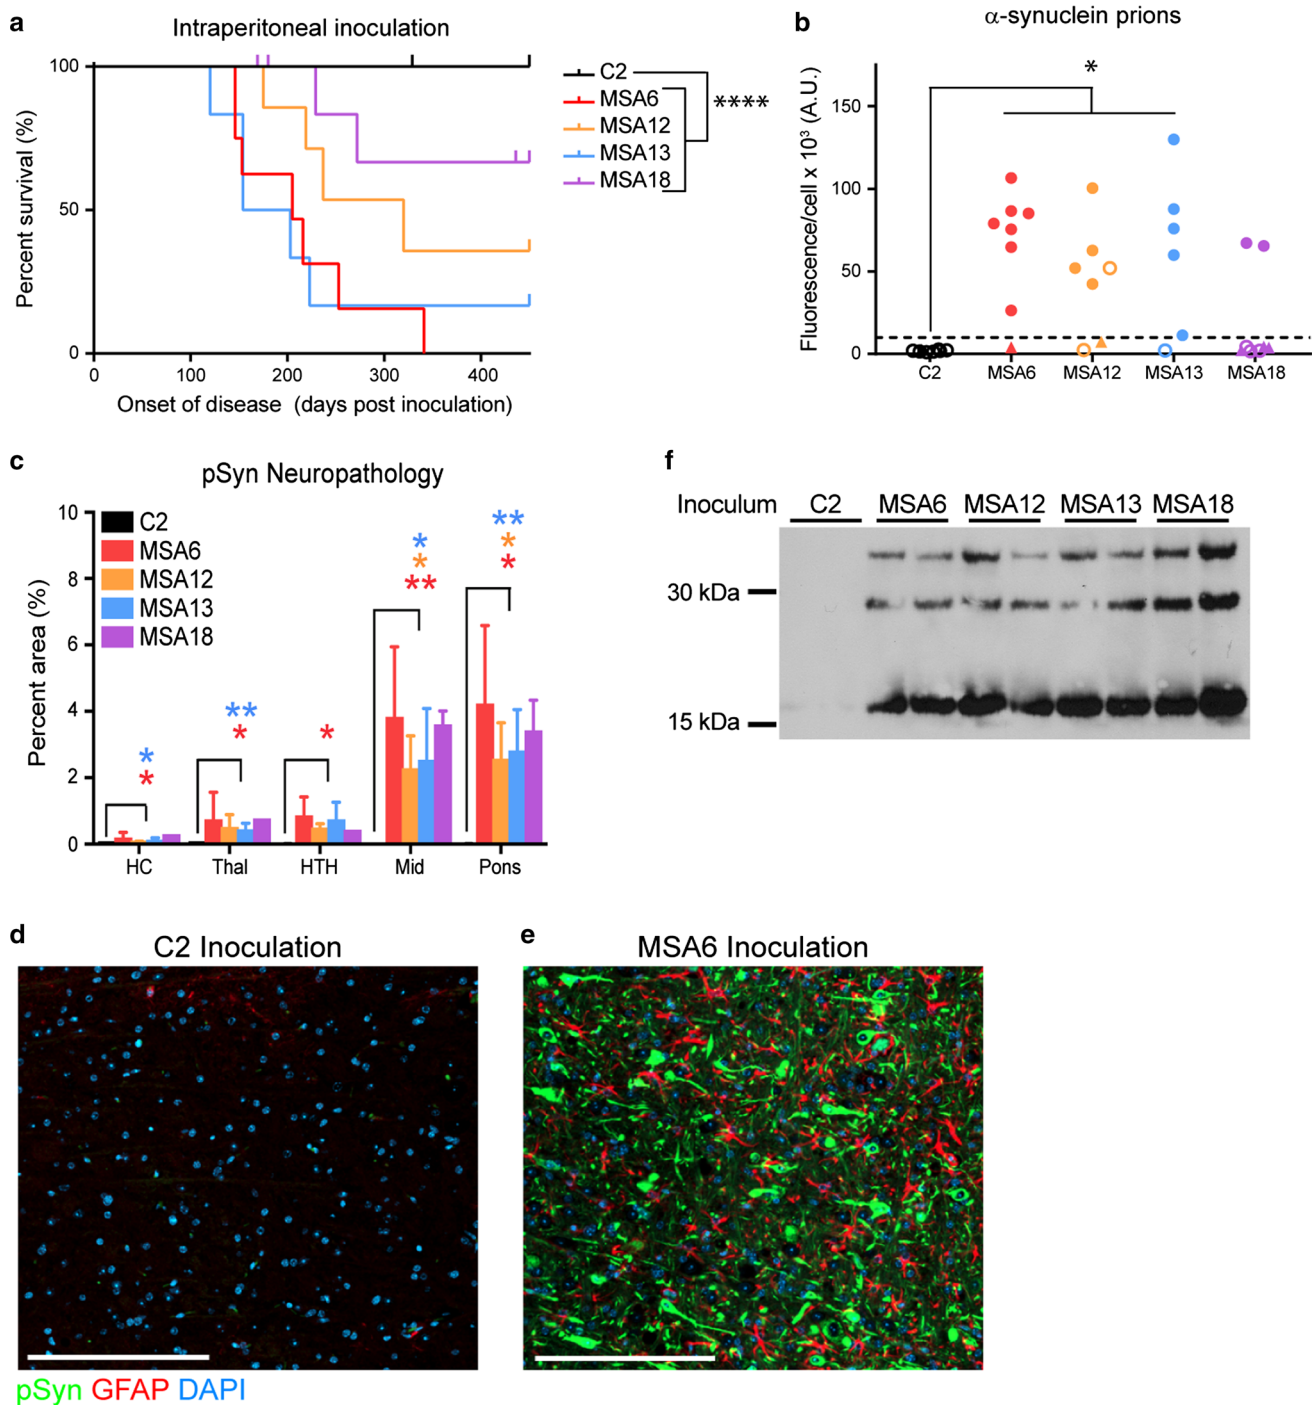 a
Intraperitoneal inoculation
Percent survival (%)
100
50
0
0 100 200 300 400
Onset of disease (days post inoculation)
C2
MSA6
MSA12
MSA13
MSA18
****
b
α-synuclein prions
Fluorescence/cell x 10³ (A.U.)
*
150
100
50
0
C2 MSA6 MSA12 MSA13 MSA18
c
pSyn Neuropathology
Percent area (%)
10
8
6
4
2
0
C2
MSA6
MSA12
MSA13
MSA18
*
*
**
*
*
*
*
**
**
*
*
HC Thal HTH Mid Pons
f
Inoculum C2 MSA6 MSA12 MSA13 MSA18
30 kDa
15 kDa
d
C2 Inoculation
e
MSA6 Inoculation
pSyn GFAP DAPI